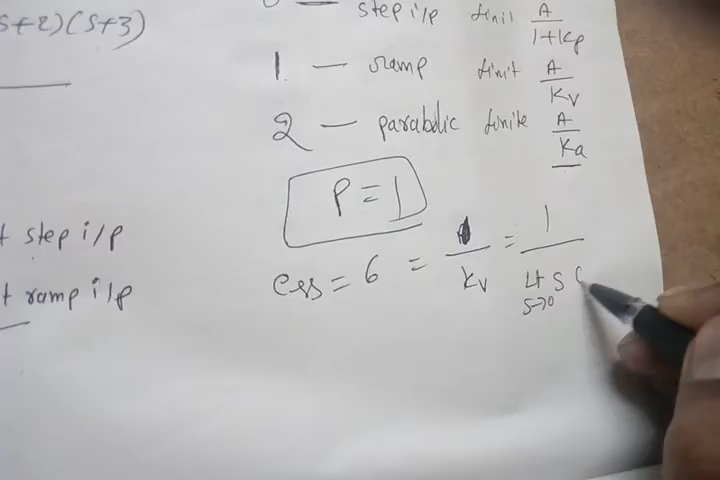 s+2)(s+3)
0 — step i/p finit A/1+Kp
1. — ramp finit A/Kv
2 — parabolic finite A/Ka
P = 1
t step i/p
ess = 6 = 1/Kv = 1/Lt s→0 S (
t ramp i/p